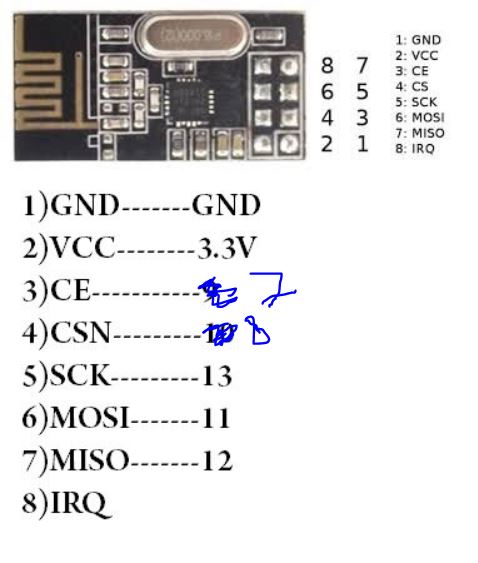 8 7
6 5
4 3
2 1
1: GND
2: VCC
3: CE
4: CS
5: SCK
6: MOSI
7: MISO
8: IRQ
1)GND-------GND
2)VCC--------3.3V
3)CE----------- 7
4)CSN--------- 8
5)SCK---------13
6)MOSI-------11
7)MISO-------12
8)IRQ